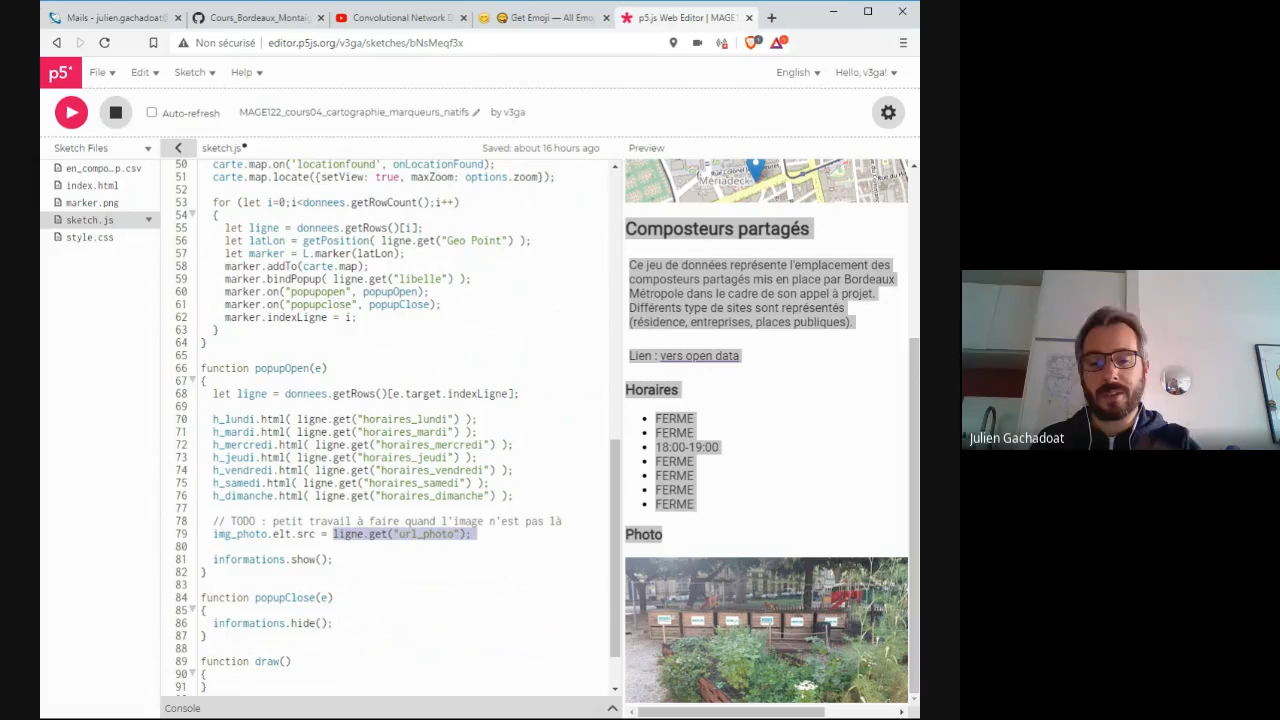 Mails - julien.gachadoat@
Cours_Bordeaux_Montaig
Convolutional Network D
Get Emoji — All Emo
p5.js Web Editor | MAGE1
Non sécurisé
editor.p5js.org/v3ga/sketches/bNsMeqf3x
p5*
File
Edit
Sketch
Help
English
Hello, v3ga!
Auto-refresh
MAGE122_cours04_cartographie_marqueurs_natifs
by v3ga
Sketch Files
sketch.js
Saved: about 16 hours ago
Preview
en_compo…p.csv
index.html
marker.png
sketch.js
style.css
50 carte.map.on('locationfound', onLocationFound);
51 carte.map.locate({setView: true, maxZoom: options.zoom});
52
53 for (let i=0;i<donnees.getRowCount();i++)
54 {
55 let ligne = donnees.getRows()[i];
56 let latLon = getPosition( ligne.get("Geo Point") );
57 let marker = L.marker(latLon);
58 marker.addTo(carte.map);
59 marker.bindPopup( ligne.get("libelle") );
60 marker.on("popupopen", popupOpen);
61 marker.on("popupclose", popupClose);
62 marker.indexLigne = i;
63 }
64 }
65
66 function popupOpen(e)
67 {
68 let ligne = donnees.getRows()[e.target.indexLigne];
69
70 h_lundi.html( ligne.get("horaires_lundi") );
71 h_mardi.html( ligne.get("horaires_mardi") );
72 h_mercredi.html( ligne.get("horaires_mercredi") );
73 h_jeudi.html( ligne.get("horaires_jeudi") );
74 h_vendredi.html( ligne.get("horaires_vendredi") );
75 h_samedi.html( ligne.get("horaires_samedi") );
76 h_dimanche.html( ligne.get("horaires_dimanche") );
77
78 // TODO : petit travail à faire quand l'image n'est pas là
79 img_photo.elt.src = ligne.get("url_photo");
80
81 informations.show();
82 }
83
84 function popupClose(e)
85 {
86 informations.hide();
87 }
88
89 function draw()
90 {
91 }
Console
Mériadeck
Composteurs partagés
Ce jeu de données représente l'emplacement des
composteurs partagés mis en place par Bordeaux
Métropole dans le cadre de son appel à projet.
Différents type de sites sont représentés
(résidence, entreprises, places publiques).
Lien : vers open data
Horaires
FERME
FERME
18:00-19:00
FERME
FERME
FERME
FERME
Photo
Julien Gachadoat